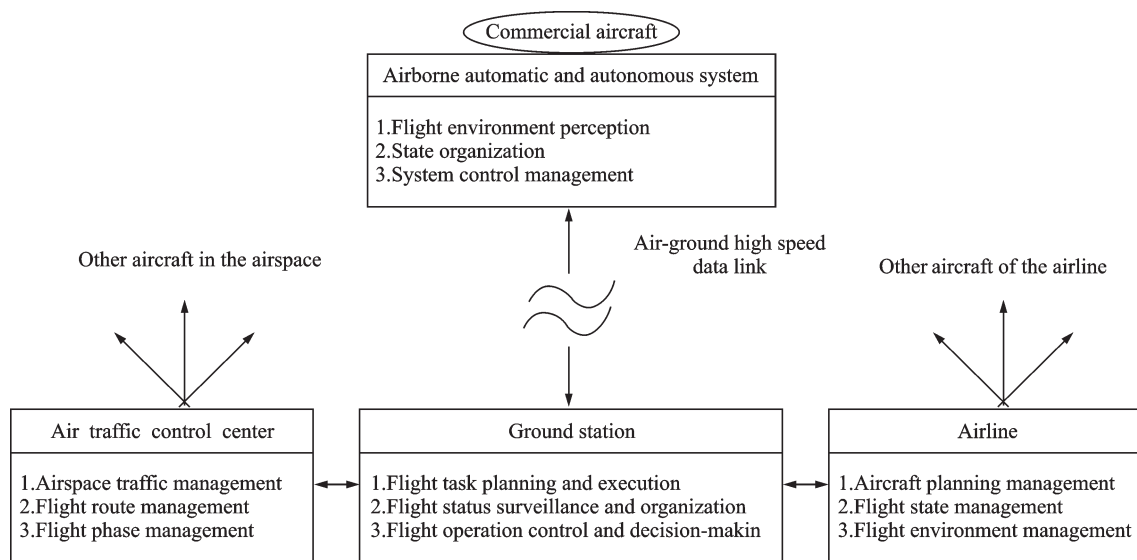 Commercial aircraft
Airborne automatic and autonomous system
1.Flight environment perception
2.State organization
3.System control management
Air-ground high speed
data link
Other aircraft in the airspace
Other aircraft of the airline
Air traffic control center
1.Airspace traffic management
2.Flight route management
3.Flight phase management
Ground station
1.Flight task planning and execution
2.Flight status surveillance and organization
3.Flight operation control and decision-makin
Airline
1.Aircraft planning management
2.Flight state management
3.Flight environment management